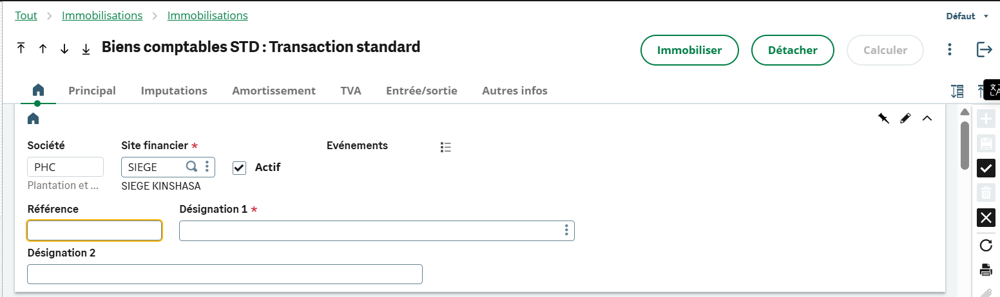 Tout > Immobilisations > Immobilisations
Défaut
Biens comptables STD : Transaction standard
Immobiliser
Détacher
Calculer
Principal
Imputations
Amortissement
TVA
Entrée/sortie
Autres infos
Société
Site financier *
Evénements
PHC
SIEGE
Actif
Plantation et ...
SIEGE KINSHASA
Référence
Désignation 1 *
Désignation 2